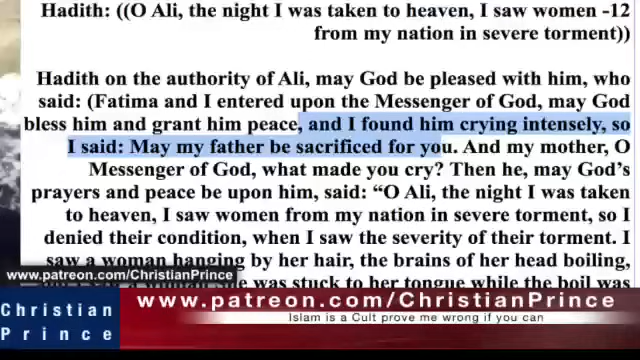 Hadith: ((O Ali, the night I was taken to heaven, I saw women -12
from my nation in severe torment))
Hadith on the authority of Ali, may God be pleased with him, who
said: (Fatima and I entered upon the Messenger of God, may God
bless him and grant him peace, and I found him crying intensely, so
I said: May my father be sacrificed for you. And my mother, O
Messenger of God, what made you cry? Then he, may God's
prayers and peace be upon him, said: “O Ali, the night I was taken
to heaven, I saw women from my nation in severe torment, so I
denied their condition, when I saw the severity of their torment. I
saw a woman hanging by her hair, the brains of her head boiling,
was stuck to her tongue while the boil was
www.patreon.com/ChristianPrince
www.patreon.com/ChristianPrince
Christian
Prince
Islam is a Cult prove me wrong if you can